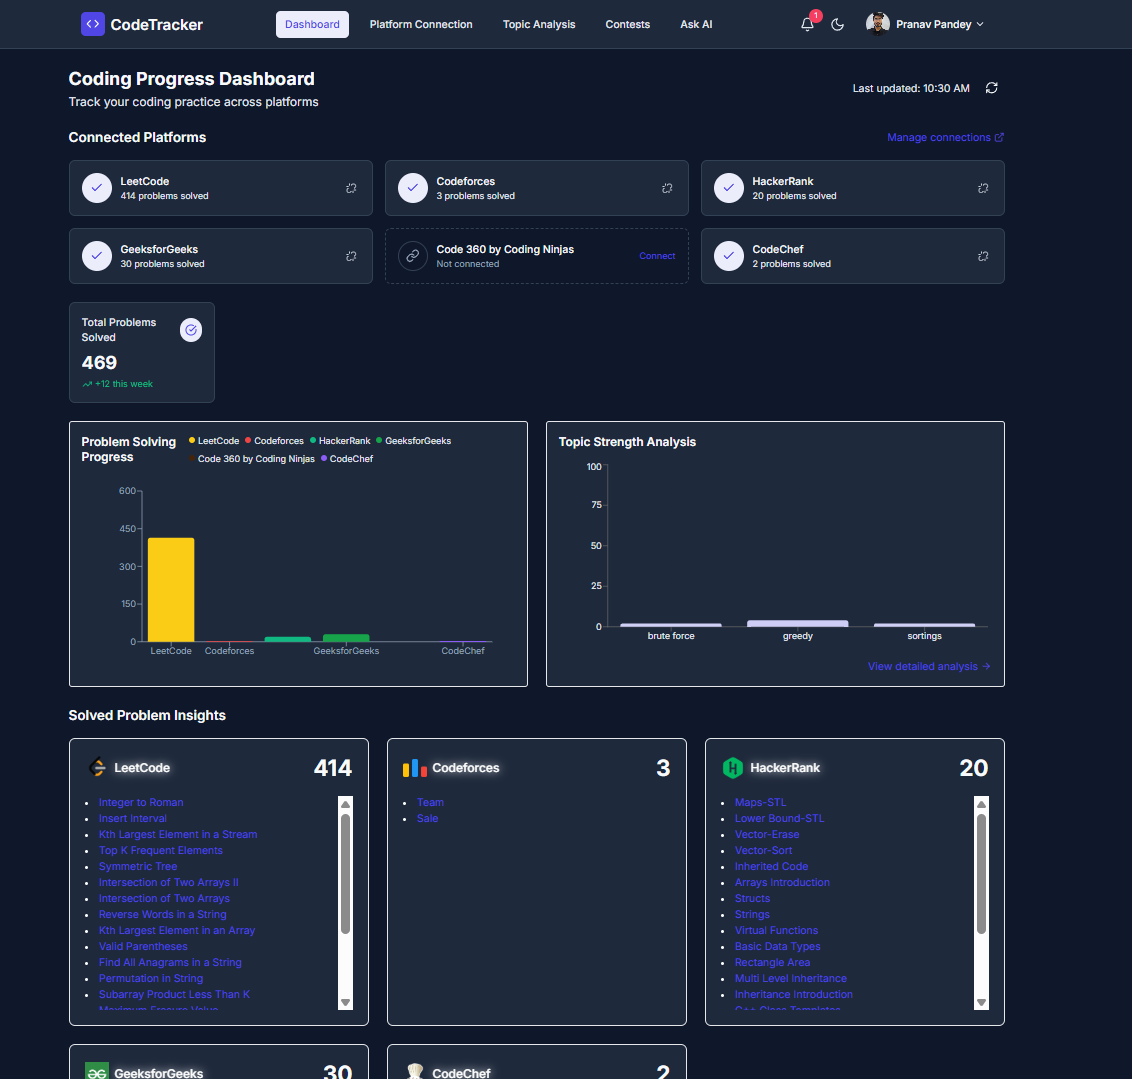 CodeTracker
Dashboard
Platform Connection
Topic Analysis
Contests
Ask AI
1
Pranav Pandey
Coding Progress Dashboard
Track your coding practice across platforms
Last updated: 10:30 AM
Connected Platforms
Manage connections
LeetCode
414 problems solved
Codeforces
3 problems solved
HackerRank
20 problems solved
GeeksforGeeks
30 problems solved
Code 360 by Coding Ninjas
Not connected
Connect
CodeChef
2 problems solved
Total Problems
Solved
469
+12 this week
Problem Solving
Progress
LeetCode
Codeforces
HackerRank
GeeksforGeeks
Code 360 by Coding Ninjas
CodeChef
600
450
300
150
0
LeetCode
Codeforces
GeeksforGeeks
CodeChef
Topic Strength Analysis
100
75
50
25
0
brute force
greedy
sortings
View detailed analysis →
Solved Problem Insights
LeetCode
414
Integer to Roman
Insert Interval
Kth Largest Element in a Stream
Top K Frequent Elements
Symmetric Tree
Intersection of Two Arrays II
Intersection of Two Arrays
Reverse Words in a String
Kth Largest Element in an Array
Valid Parentheses
Find All Anagrams in a String
Permutation in String
Subarray Product Less Than K
Codeforces
3
Team
Sale
HackerRank
20
Maps-STL
Lower Bound-STL
Vector-Erase
Vector-Sort
Inherited Code
Arrays Introduction
Structs
Strings
Virtual Functions
Basic Data Types
Rectangle Area
Multi Level Inheritance
Inheritance Introduction
C++ Class Templates
GeeksforGeeks
30
CodeChef
2